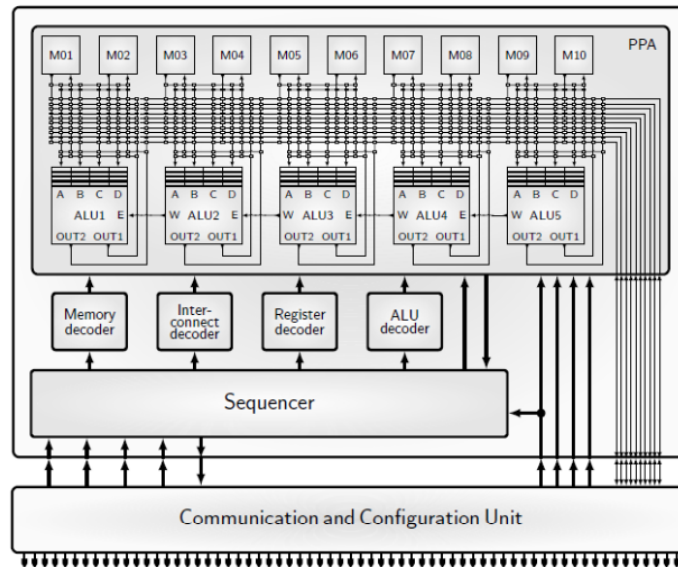 M01 M02 M03 M04 M05 M06 M07 M08 M09 M10 PPA
A B C D A B C D A B C D A B C D A B C D
ALU1 E W ALU2 E W ALU3 E W ALU4 E W ALU5
OUT2 OUT1 OUT2 OUT1 OUT2 OUT1 OUT2 OUT1 OUT2 OUT1
Memory
decoder
Inter-
connect
decoder
Register
decoder
ALU
decoder
Sequencer
Communication and Configuration Unit